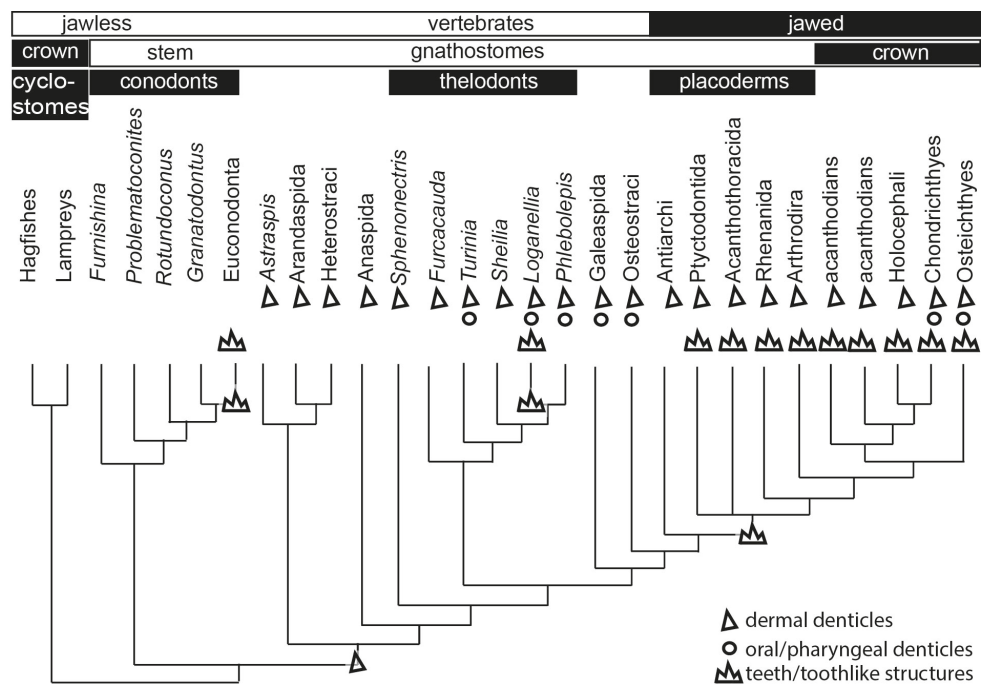 jawless vertebrates jawed
crown stem gnathostomes crown
cyclo-
stomes
conodonts thelodonts placoderms
Hagfishes
Lampreys
Furnishina
Problematoconites
Rotundoconus
Granatodontus
Euconodonta
Astraspis
Arandaspida
Heterostraci
Anaspida
Sphenonectris
Furcacauda
Turinia
Sheilia
Loganellia
Phlebolepis
Galeaspida
Osteostraci
Antiarchi
Ptyctodontida
Acanthothoracida
Rhenanida
Arthrodira
acanthodians
acanthodians
Holocephali
Chondrichthyes
Osteichthyes
dermal denticles
oral/pharyngeal denticles
teeth/toothlike structures